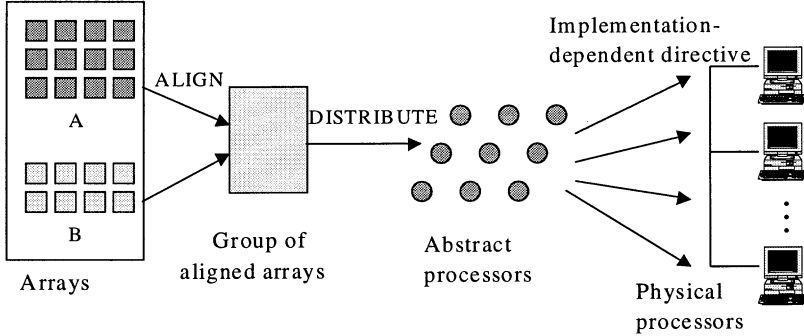 Implementation-
dependent directive
ALIGN
A
DISTRIBUTE
B
Group of
aligned arrays
Abstract
processors
Arrays
Physical
processors